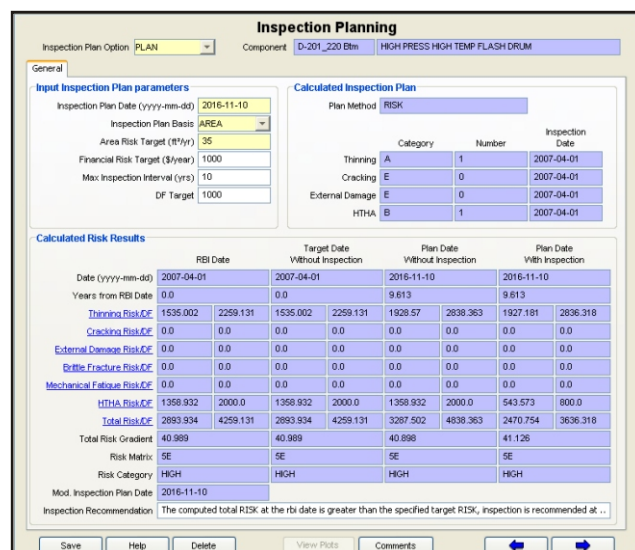 Inspection Planning
Inspection Plan Option PLAN Component D-201_220 Btm HIGH PRESS HIGH TEMP FLASH DRUM
General
Input Inspection Plan parameters Calculated Inspection Plan
Inspection Plan Date (yyyy-mm-dd) 2016-11-10 Plan Method RISK
Inspection Plan Basis AREA
Area Risk Target (ft²/yr) 35 Category Number Inspection Date
Financial Risk Target ($/year) 1000 Thinning A 1 2007-04-01
Max Inspection Interval (yrs) 10 Cracking E 0 2007-04-01
DF Target 1000 External Damage E 0 2007-04-01
HTHA B 1 2007-04-01
Calculated Risk Results
RBI Date Target Date Without Inspection Plan Date Without Inspection Plan Date With Inspection
Date (yyyy-mm-dd) 2007-04-01 2007-04-01 2016-11-10 2016-11-10
Years from RBI Date 0.0 0.0 9.613 9.613
Thinning Risk/DF 1535.002 2259.131 1535.002 2259.131 1928.57 2838.363 1927.181 2836.318
Cracking Risk/DF 0.0 0.0 0.0 0.0 0.0 0.0 0.0 0.0
External Damage Risk/DF 0.0 0.0 0.0 0.0 0.0 0.0 0.0 0.0
Brittle Fracture Risk/DF 0.0 0.0 0.0 0.0 0.0 0.0 0.0 0.0
Mechanical Fatigue Risk/DF 0.0 0.0 0.0 0.0 0.0 0.0 0.0 0.0
HTHA Risk/DF 1358.932 2000.0 1358.932 2000.0 1358.932 2000.0 543.573 800.0
Total Risk/DF 2893.934 4259.131 2893.934 4259.131 3287.502 4838.363 2470.754 3636.318
Total Risk Gradient 40.989 40.989 40.898 41.126
Risk Matrix 5E 5E 5E 5E
Risk Category HIGH HIGH HIGH HIGH
Mod. Inspection Plan Date 2016-11-10
Inspection Recommendation The computed total RISK at the rbi date is greater than the specified target RISK, inspection is recommended at ..
Save Help Delete View Plots Comments